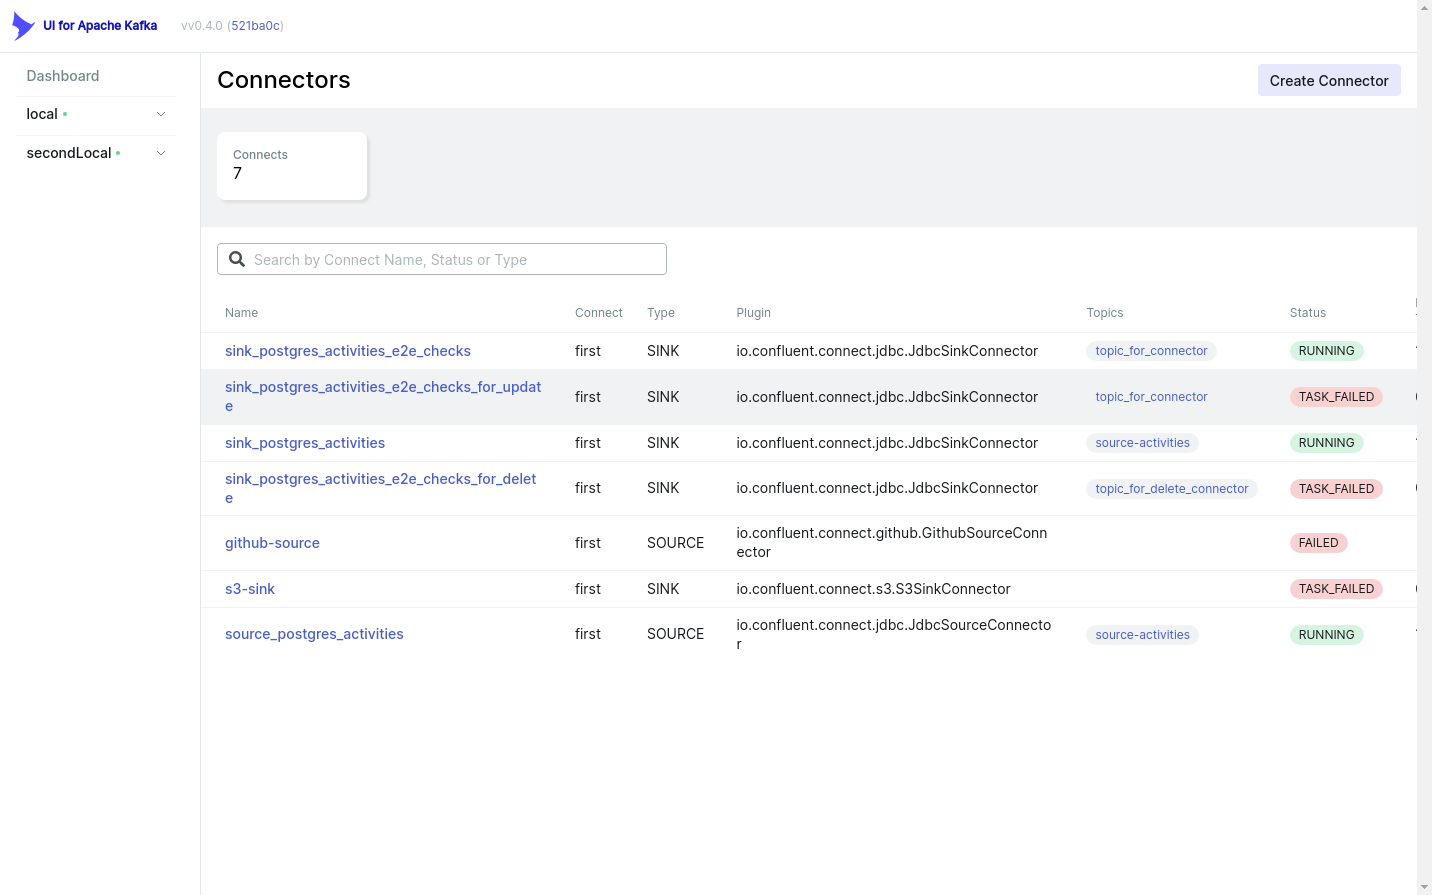 UI for Apache Kafka vv0.4.0 (521ba0c)
Dashboard
local
secondLocal
Connectors
Create Connector
Connects
7
Search by Connect Name, Status or Type
Name Connect Type Plugin Topics Status
sink_postgres_activities_e2e_checks first SINK io.confluent.connect.jdbc.JdbcSinkConnector topic_for_connector RUNNING
sink_postgres_activities_e2e_checks_for_updat
e
first SINK io.confluent.connect.jdbc.JdbcSinkConnector topic_for_connector TASK_FAILED
sink_postgres_activities first SINK io.confluent.connect.jdbc.JdbcSinkConnector source-activities RUNNING
sink_postgres_activities_e2e_checks_for_delet
e
first SINK io.confluent.connect.jdbc.JdbcSinkConnector topic_for_delete_connector TASK_FAILED
github-source first SOURCE io.confluent.connect.github.GithubSourceConn
ector
FAILED
s3-sink first SINK io.confluent.connect.s3.S3SinkConnector TASK_FAILED
source_postgres_activities first SOURCE io.confluent.connect.jdbc.JdbcSourceConnecto
r
source-activities RUNNING